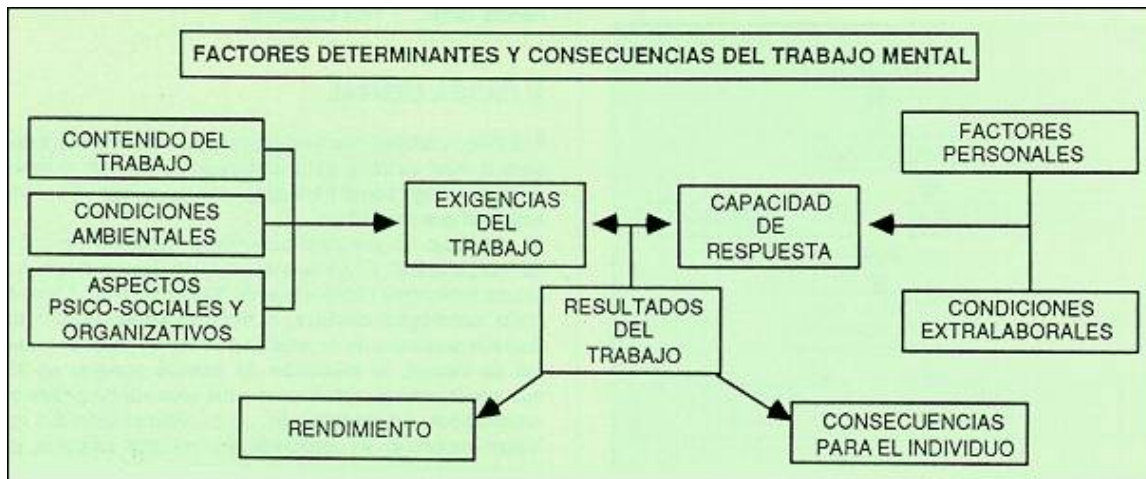 FACTORES DETERMINANTES Y CONSECUENCIAS DEL TRABAJO MENTAL
CONTENIDO DEL
TRABAJO
CONDICIONES
AMBIENTALES
ASPECTOS
PSICO-SOCIALES Y
ORGANIZATIVOS
EXIGENCIAS
DEL
TRABAJO
CAPACIDAD
DE
RESPUESTA
FACTORES
PERSONALES
CONDICIONES
EXTRALABORALES
RESULTADOS
DEL
TRABAJO
RENDIMIENTO
CONSECUENCIAS
PARA EL INDIVIDUO